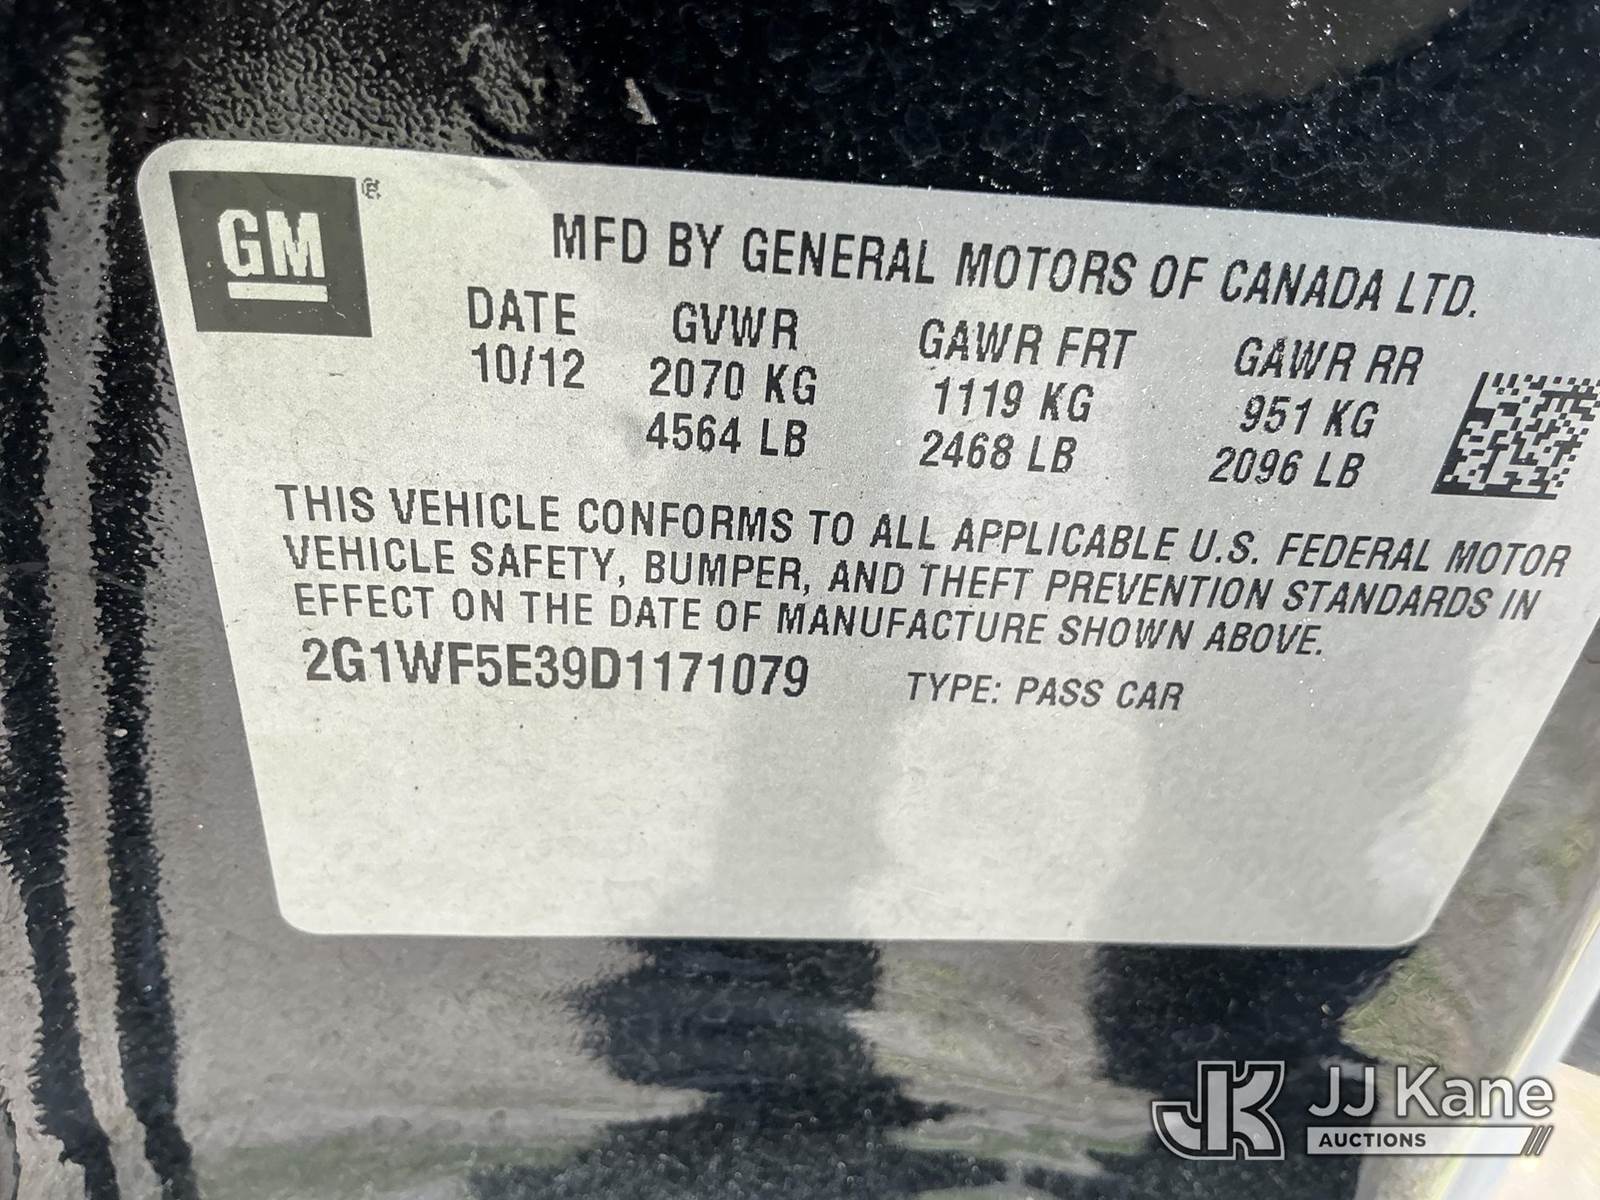 GM ®
MFD BY GENERAL MOTORS OF CANADA LTD.
DATE GVWR GAWR FRT GAWR RR
10/12 2070 KG 1119 KG 951 KG
4564 LB 2468 LB 2096 LB
THIS VEHICLE CONFORMS TO ALL APPLICABLE U.S. FEDERAL MOTOR
VEHICLE SAFETY, BUMPER, AND THEFT PREVENTION STANDARDS IN
EFFECT ON THE DATE OF MANUFACTURE SHOWN ABOVE.
2G1WF5E39D1171079 TYPE: PASS CAR
JK JJ Kane
AUCTIONS